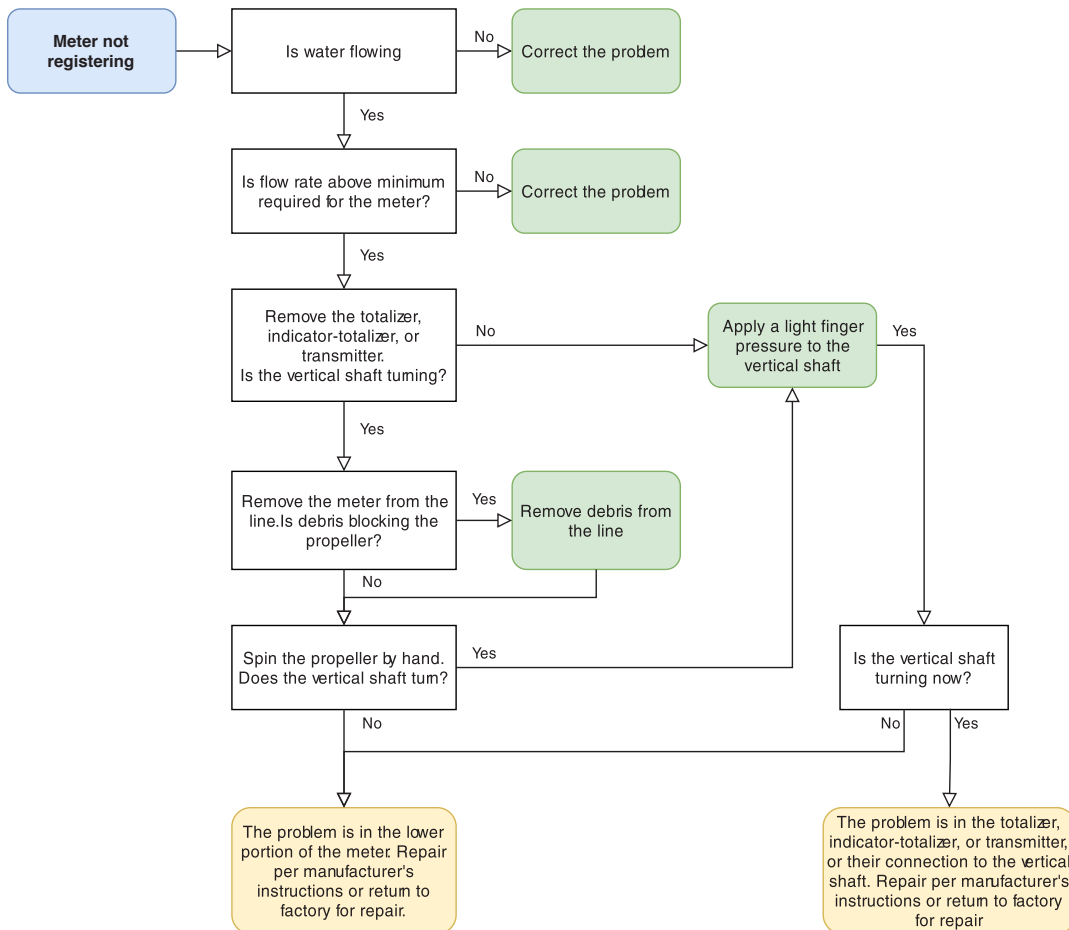 Meter not
registering
Is water flowing
No
Correct the problem
Yes
Is flow rate above minimum
required for the meter?
No
Correct the problem
Yes
Remove the totalizer,
indicator-totalizer, or
transmitter.
Is the vertical shaft turning?
No
Apply a light finger
pressure to the
vertical shaft
Yes
Yes
Remove the meter from the
line.Is debris blocking the
propeller?
Yes
Remove debris from
the line
No
Spin the propeller by hand.
Does the vertical shaft turn?
Yes
Is the vertical shaft
turning now?
No
No
Yes
The problem is in the lower
portion of the meter. Repair
per manufacturer's
instructions or return to
factory for repair.
The problem is in the totalizer,
indicator-totalizer, or transmitter,
or their connection to the vertical
shaft. Repair per manufacturer's
instructions or return to factory
for repair